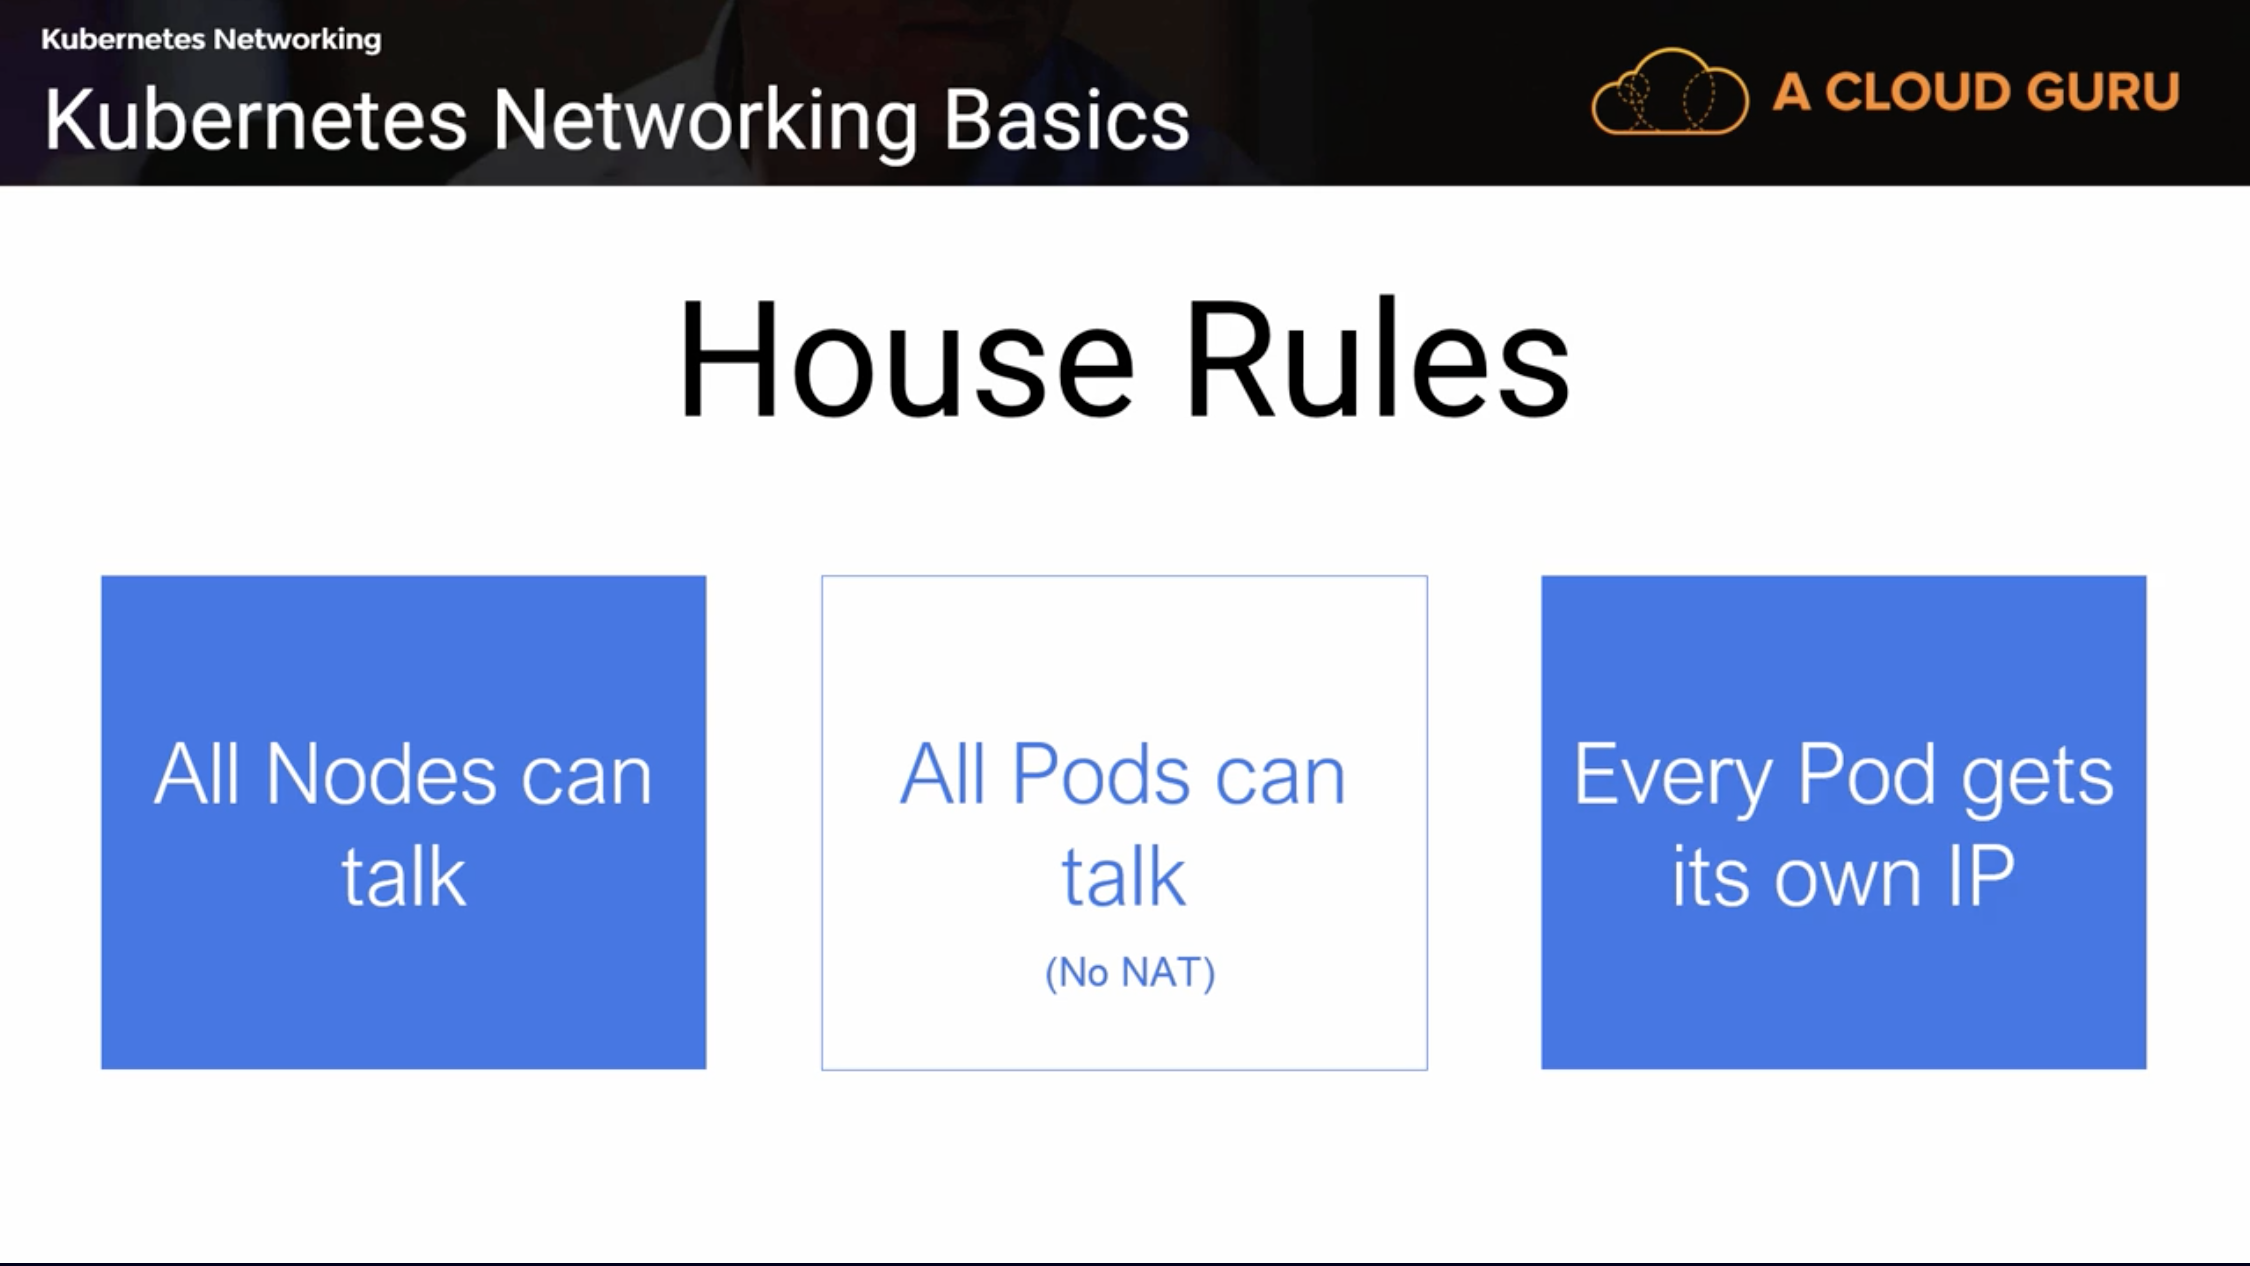 Kubernetes Networking
Kubernetes Networking Basics
A CLOUD GURU
House Rules
All Nodes can
talk
All Pods can
talk
(No NAT)
Every Pod gets
its own IP